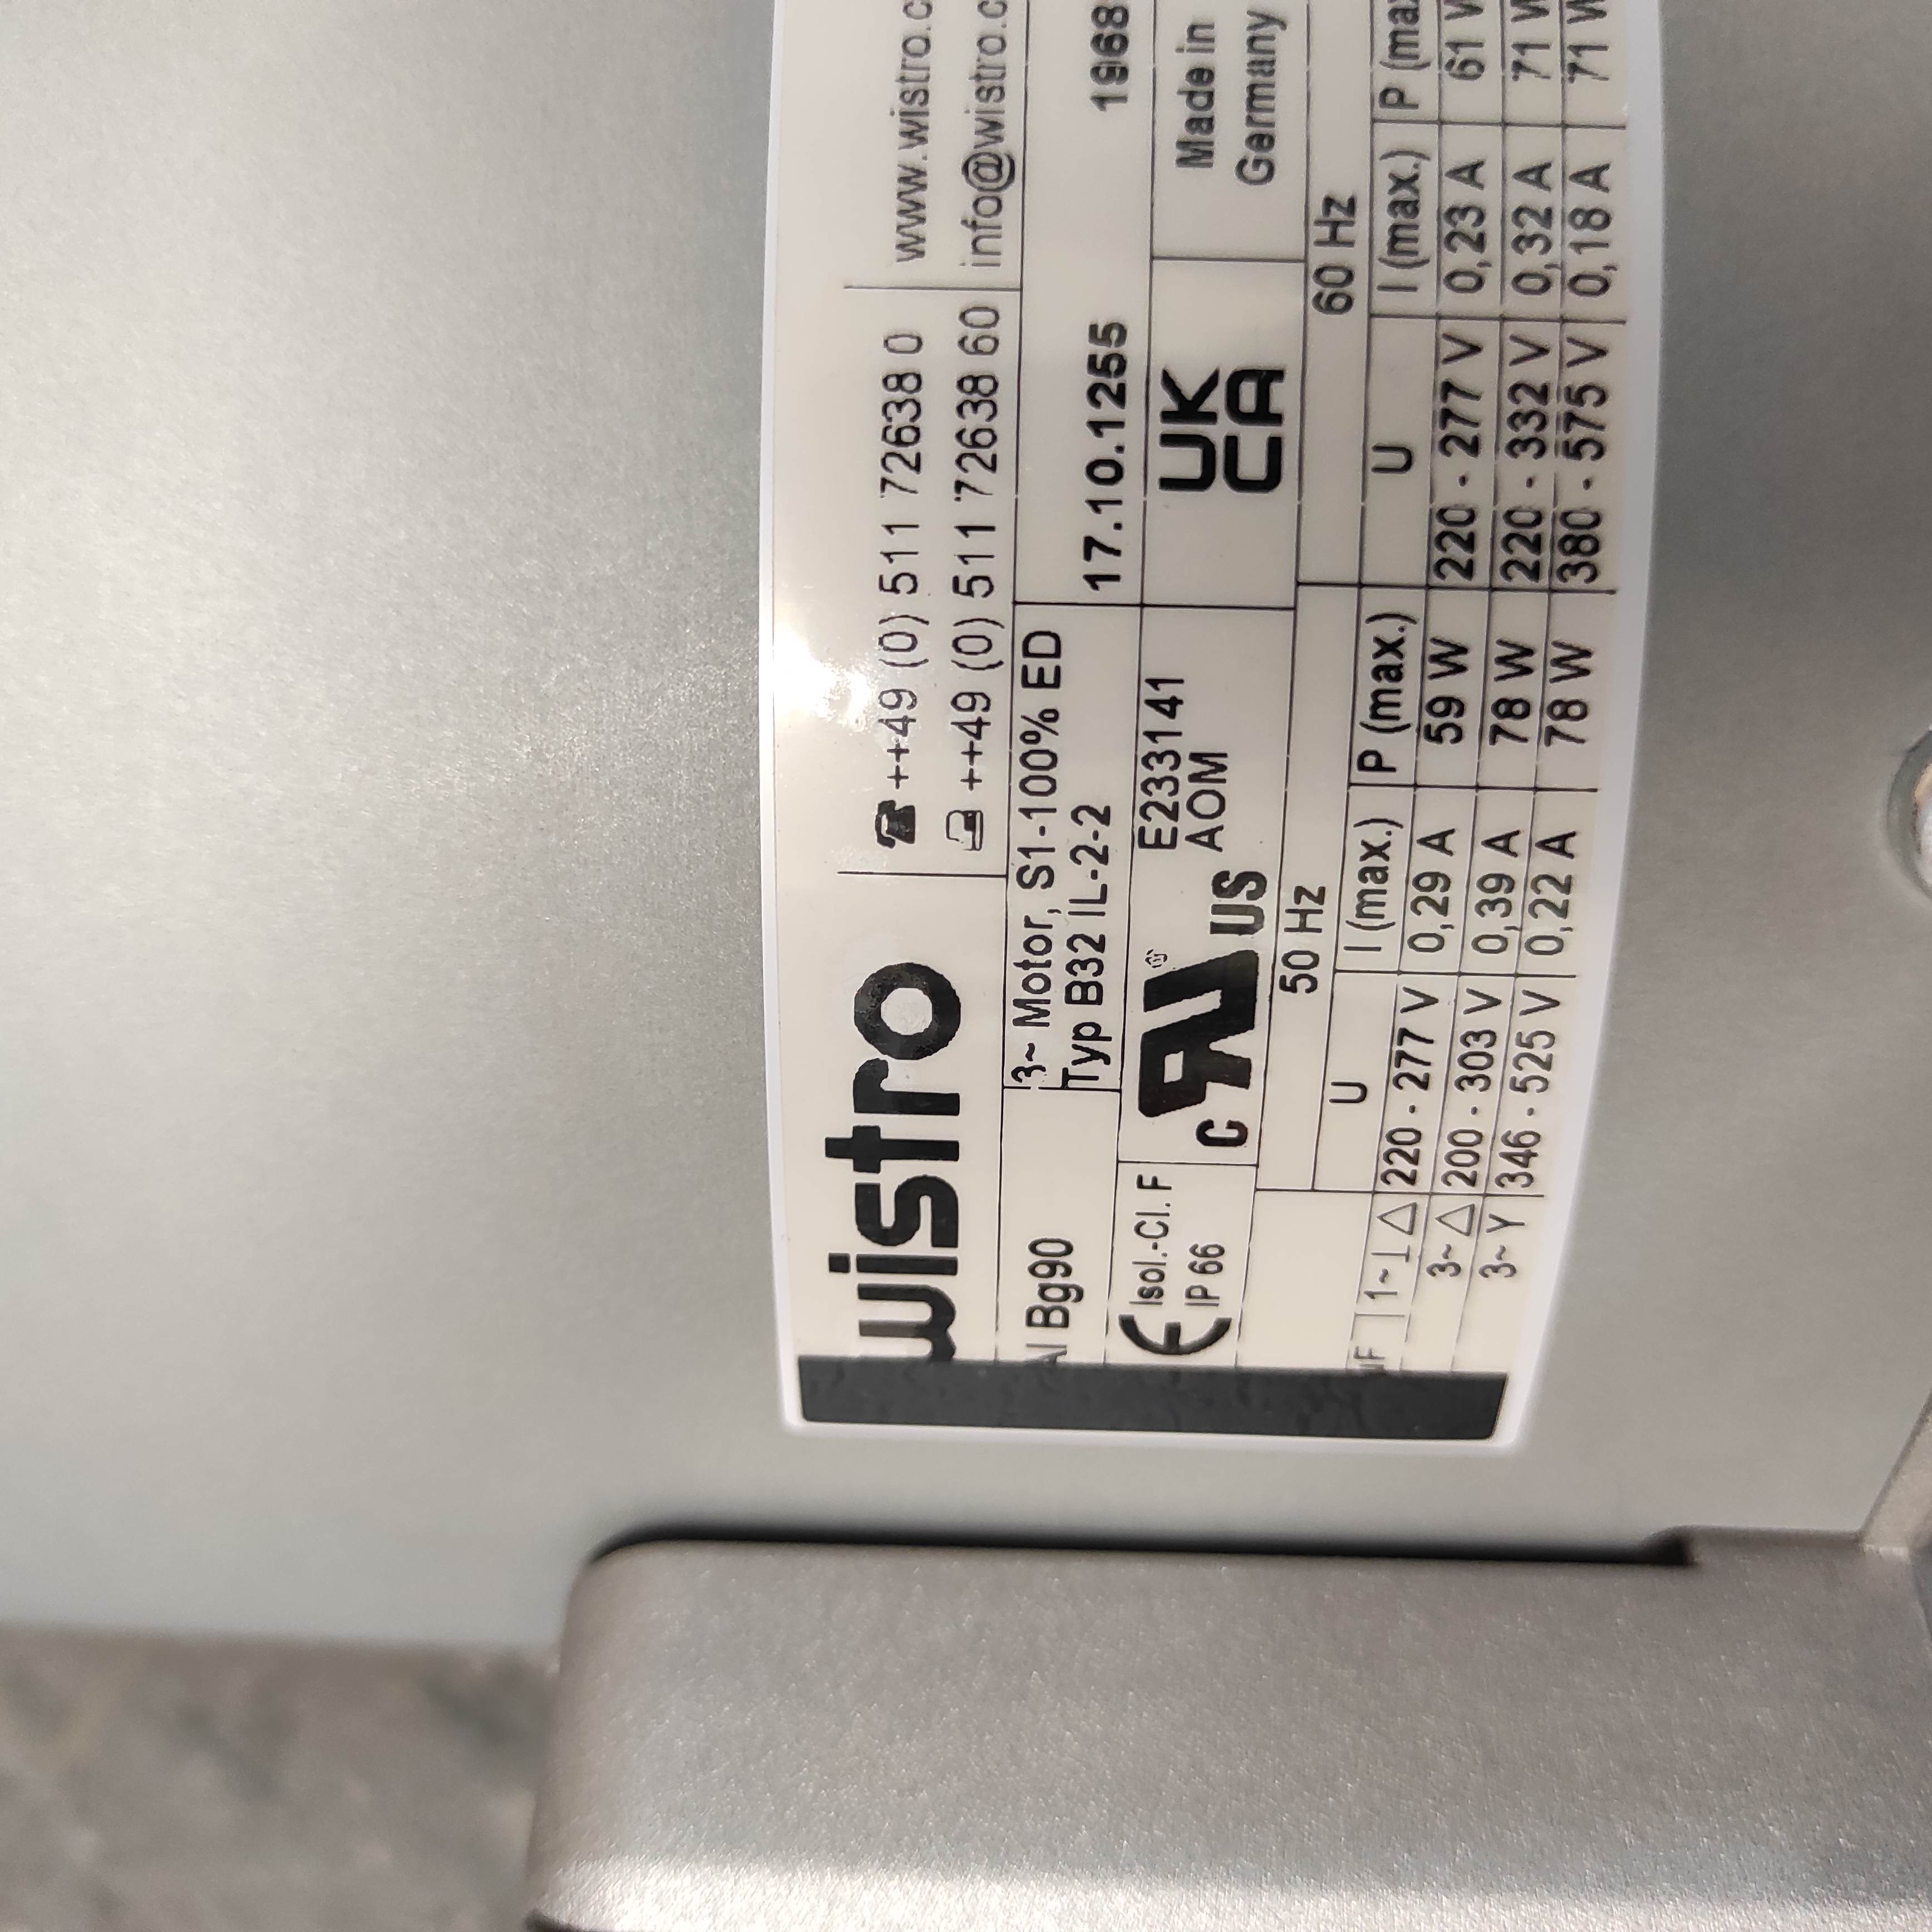 wistro
☎ ++49 (0) 511 72638 0
++49 (0) 511 72638 60
www.wistro.c
info@wistro.c
Bg90
3~ Motor, S1-100% ED
Typ B32 IL-2-2
17.10.1255
1968
CE Isol.-Cl. F
IP 66
c RU ® US
E233141
AOM
UK
CA
Made in
Germany
50 Hz
60 Hz
U I (max.) P (max.) U I (max.) P (max
1~ ⊥ △ 220 - 277 V 0,29 A 59 W 220 - 277 V 0,23 A 61 W
3~ △ 200 - 303 V 0,39 A 78 W 220 - 332 V 0,32 A 71 W
3~ Y 346 - 525 V 0,22 A 78 W 380 - 575 V 0,18 A 71 W